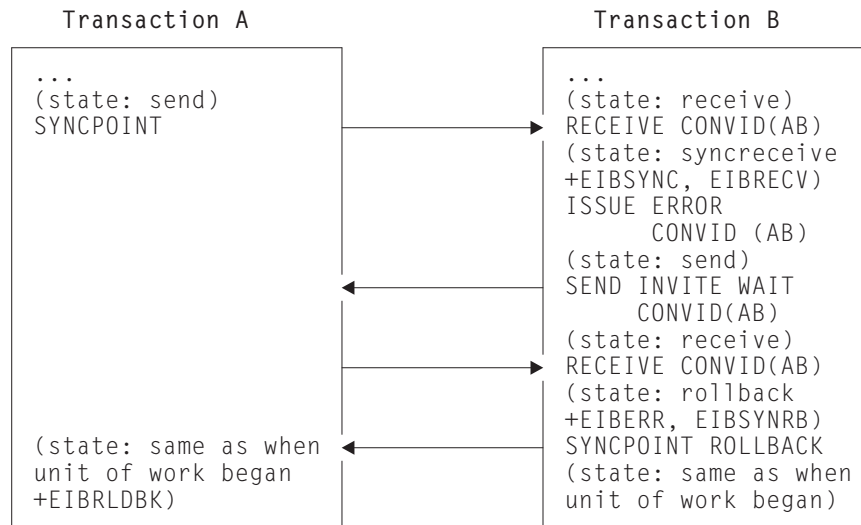 Transaction A
...
(state: send)
SYNCPOINT
(state: same as when
unit of work began
+EIBRLDBK)
Transaction B
...
(state: receive)
RECEIVE CONVID(AB)
(state: syncreceive
+EIBSYNC, EIBRECV)
ISSUE ERROR
CONVID (AB)
(state: send)
SEND INVITE WAIT
CONVID(AB)
(state: receive)
RECEIVE CONVID(AB)
(state: rollback
+EIBERR, EIBSYNRB)
SYNCPOINT ROLLBACK
(state: same as when
unit of work began)